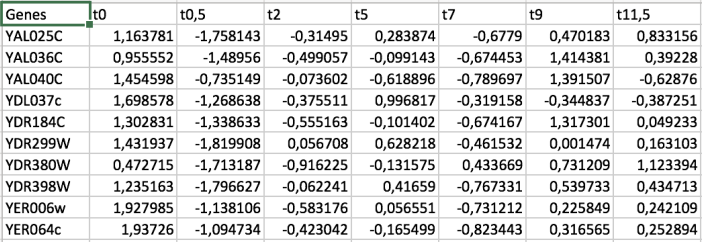 Genes t0 t0,5 t2 t5 t7 t9 t11,5
YAL025C 1,163781 -1,758143 -0,31495 0,283874 -0,6779 0,470183 0,833156
YAL036C 0,955552 -1,48956 -0,499057 -0,099143 -0,674453 1,414381 0,39228
YAL040C 1,454598 -0,735149 -0,073602 -0,618896 -0,789697 1,391507 -0,62876
YDL037c 1,698578 -1,268638 -0,375511 0,996817 -0,319158 -0,344837 -0,387251
YDR184C 1,302831 -1,338633 -0,555163 -0,101402 -0,674167 1,317301 0,049233
YDR299W 1,431937 -1,819908 0,056708 0,628218 -0,461532 0,001474 0,163103
YDR380W 0,472715 -1,713187 -0,916225 -0,131575 0,433669 0,731209 1,123394
YDR398W 1,235163 -1,796627 -0,062241 0,41659 -0,767331 0,539733 0,434713
YER006w 1,927985 -1,138106 -0,583176 0,056551 -0,731212 0,225849 0,242109
YER064c 1,93726 -1,094734 -0,423042 -0,165499 -0,823443 0,316565 0,252894